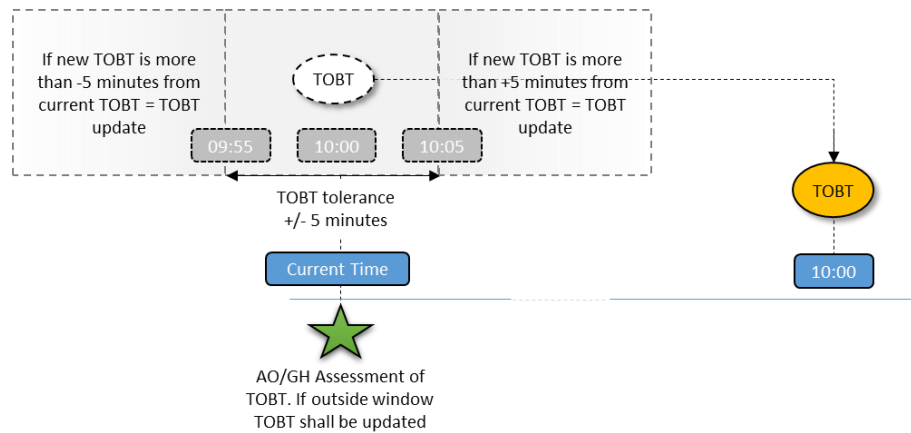 If new TOBT is more
than -5 minutes from
current TOBT = TOBT
update
TOBT
If new TOBT is more
than +5 minutes from
current TOBT = TOBT
update
09:55
10:00
10:05
TOBT tolerance
+/- 5 minutes
TOBT
Current Time
10:00
AO/GH Assessment of
TOBT. If outside window
TOBT shall be updated